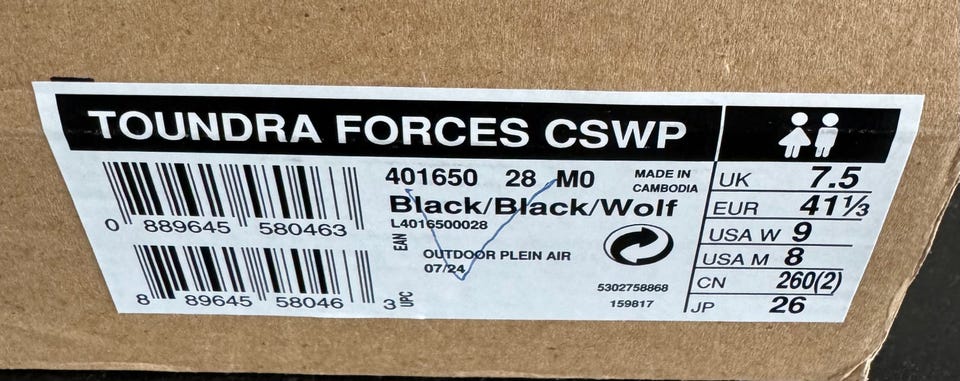 TOUNDRA FORCES CSWP
0 889645 580463
8 89645 58046 3
EAN
UPC
401650 28 M0
Black/Black/Wolf
L4016500028
OUTDOOR PLEIN AIR
07/24
MADE IN
CAMBODIA
5302758868
159817
UK 7.5
EUR 41⅓
USA W 9
USA M 8
CN 260(2)
JP 26